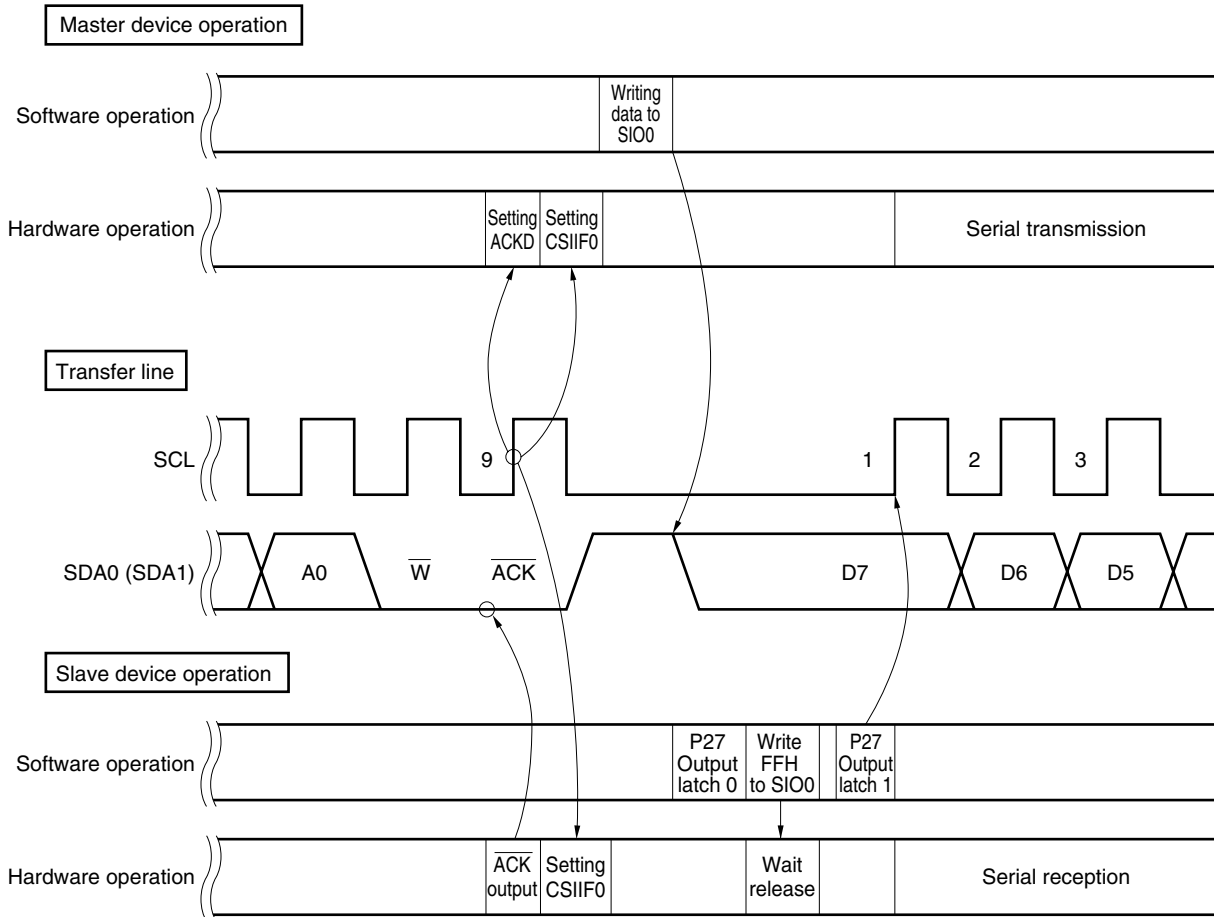 Master device operation
Software operation
Writing
data to
SIO0
Hardware operation
Setting
ACKD
Setting
CSIIF0
Serial transmission
Transfer line
SCL
9
1
2
3
SDA0 (SDA1)
A0
W
ACK
D7
D6
D5
Slave device operation
Software operation
P27
Output
latch 0
Write
FFH
to SIO0
P27
Output
latch 1
Hardware operation
ACK
output
Setting
CSIIF0
Wait
release
Serial reception